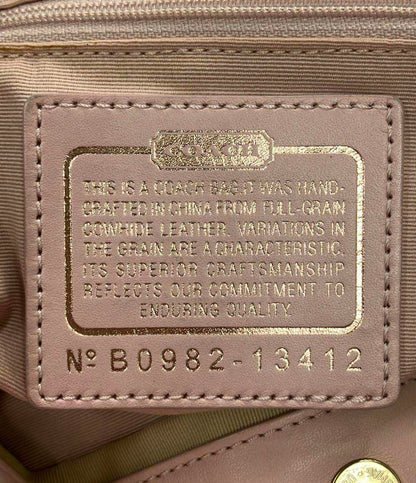 COACH
THIS IS A COACH BAG.IT WAS HAND-
CRAFTED IN CHINA FROM FULL-GRAIN
COWHIDE LEATHER. VARIATIONS IN
THE GRAIN ARE A CHARACTERISTIC.
ITS SUPERIOR CRAFTSMANSHIP
REFLECTS OUR COMMITMENT TO
ENDURING QUALITY.
Nº B0982-13412